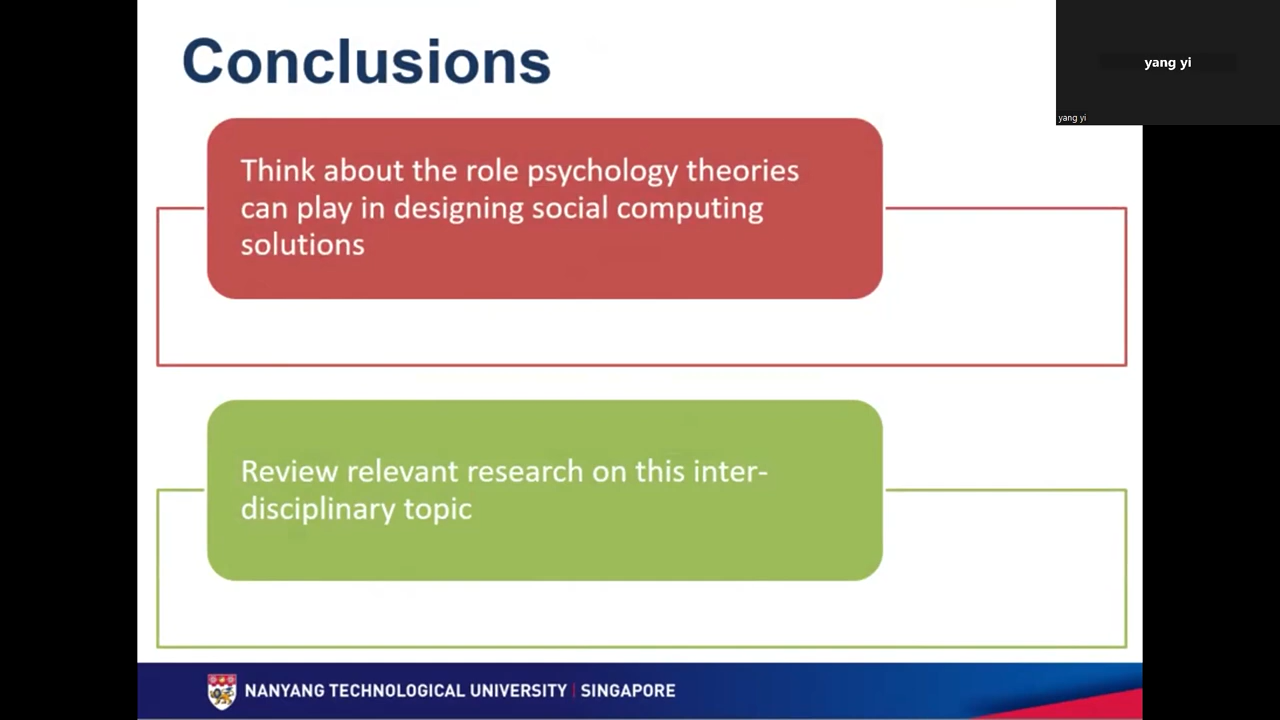 Conclusions
yang yi
yang yi
Think about the role psychology theories
can play in designing social computing
solutions
Review relevant research on this inter-
disciplinary topic
NANYANG TECHNOLOGICAL UNIVERSITY | SINGAPORE